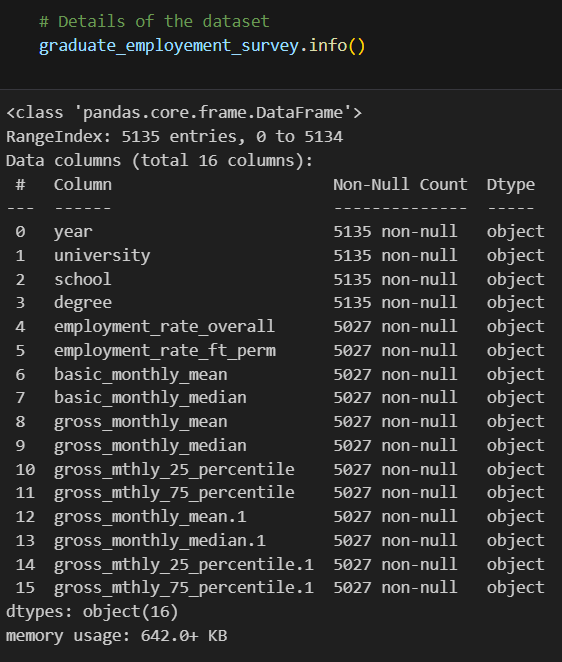 # Details of the dataset
graduate_employement_survey.info()
<class 'pandas.core.frame.DataFrame'>
RangeIndex: 5135 entries, 0 to 5134
Data columns (total 16 columns):
 #   Column                     Non-Null Count  Dtype
---  ------                     --------------  -----
 0   year                       5135 non-null   object
 1   university                 5135 non-null   object
 2   school                     5135 non-null   object
 3   degree                     5135 non-null   object
 4   employment_rate_overall    5027 non-null   object
 5   employment_rate_ft_perm    5027 non-null   object
 6   basic_monthly_mean         5027 non-null   object
 7   basic_monthly_median       5027 non-null   object
 8   gross_monthly_mean         5027 non-null   object
 9   gross_monthly_median       5027 non-null   object
 10  gross_mthly_25_percentile  5027 non-null   object
 11  gross_mthly_75_percentile  5027 non-null   object
 12  gross_monthly_mean.1       5027 non-null   object
 13  gross_monthly_median.1     5027 non-null   object
 14  gross_mthly_25_percentile.1  5027 non-null   object
 15  gross_mthly_75_percentile.1  5027 non-null   object
dtypes: object(16)
memory usage: 642.0+ KB